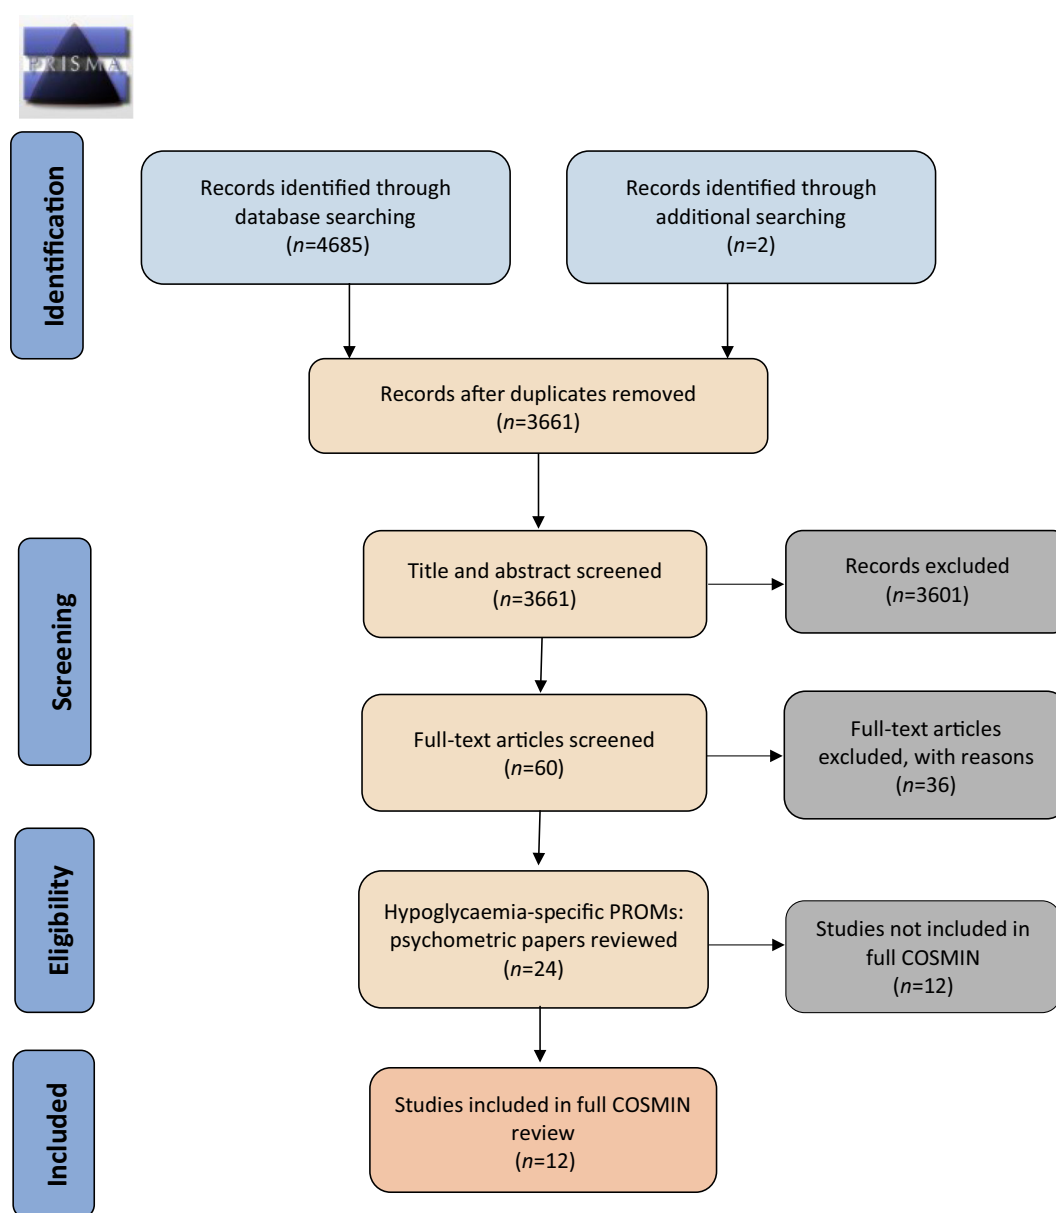 PRISMA
Identification
Records identified through
database searching
(n=4685)
Records identified through
additional searching
(n=2)
Records after duplicates removed
(n=3661)
Screening
Title and abstract screened
(n=3661)
Records excluded
(n=3601)
Full-text articles screened
(n=60)
Full-text articles
excluded, with reasons
(n=36)
Eligibility
Hypoglycaemia-specific PROMs:
psychometric papers reviewed
(n=24)
Studies not included in
full COSMIN
(n=12)
Included
Studies included in full COSMIN
review
(n=12)